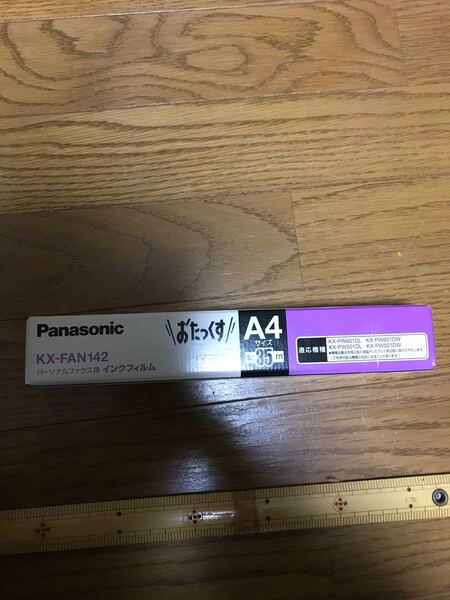 Panasonic
KX-FAN142
パーソナルファクス用 インクフィルム
おたっくす
A4
サイズ
35m
適応機種
KX-PW601DL KX-PW601DW
KX-PW501DL KX-PW501DW